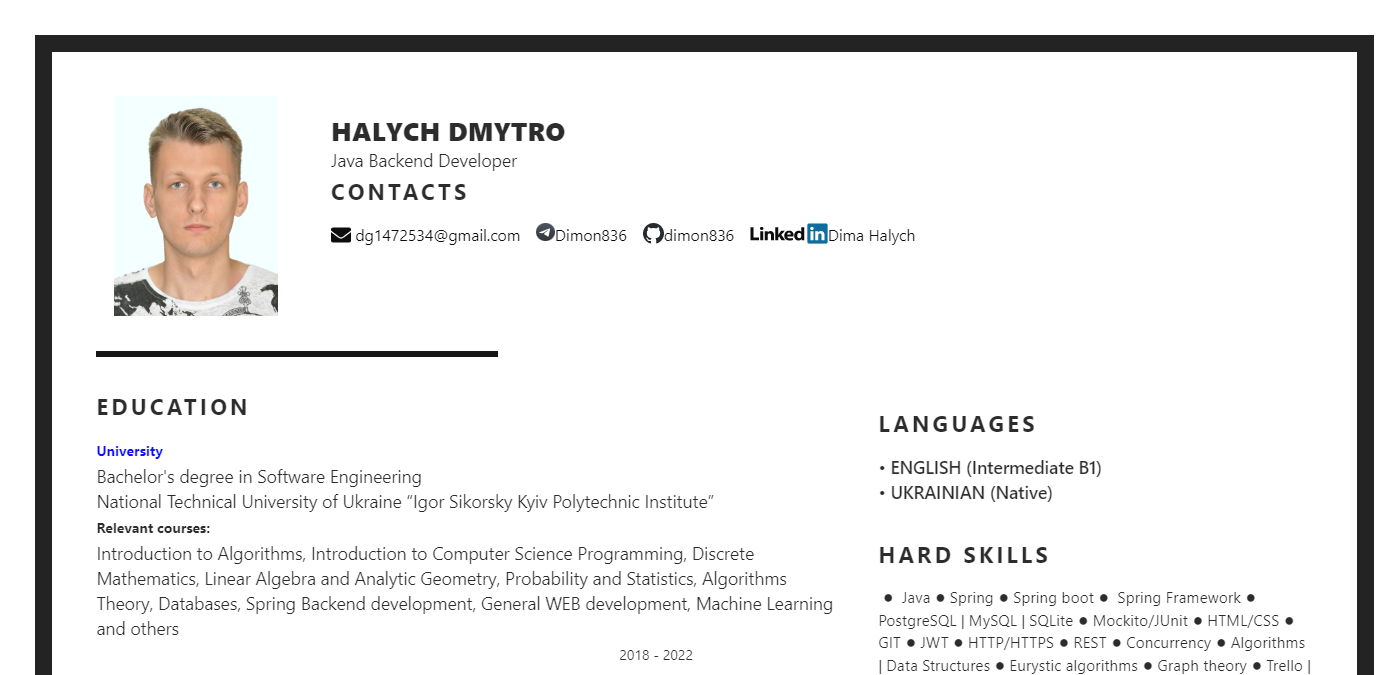 HALYCH DMYTRO
Java Backend Developer
CONTACTS
dg1472534@gmail.com Dimon836 dimon836 Linked in Dima Halych
EDUCATION
University
Bachelor's degree in Software Engineering
National Technical University of Ukraine “Igor Sikorsky Kyiv Polytechnic Institute”
Relevant courses:
Introduction to Algorithms, Introduction to Computer Science Programming, Discrete
Mathematics, Linear Algebra and Analytic Geometry, Probability and Statistics, Algorithms
Theory, Databases, Spring Backend development, General WEB development, Machine Learning
and others
2018 - 2022
LANGUAGES
• ENGLISH (Intermediate B1)
• UKRAINIAN (Native)
HARD SKILLS
● Java ● Spring ● Spring boot ● Spring Framework ●
PostgreSQL | MySQL | SQLite ● Mockito/JUnit ● HTML/CSS ●
GIT ● JWT ● HTTP/HTTPS ● REST ● Concurrency ● Algorithms
| Data Structures ● Eurystic algorithms ● Graph theory ● Trello |